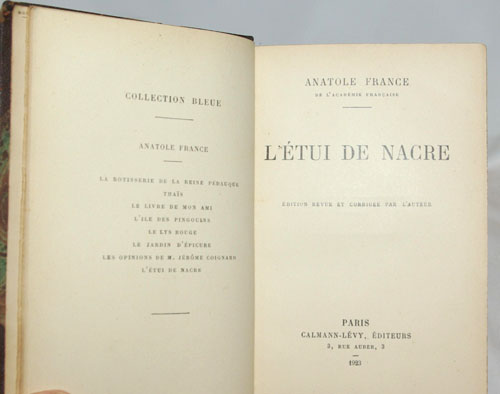 COLLECTION BLEUE
ANATOLE FRANCE
LA ROTISSERIE DE LA REINE PEDAUQUE
THAÏS
LE LIVRE DE MON AMI
L'ILE DES PINGOUINS
LE LYS ROUGE
LE JARDIN D'ÉPICURE
LES OPINIONS DE M. JÉRÔME COIGNARD
L'ÉTUI DE NACRE
ANATOLE FRANCE
DE L'ACADÉMIE FRANÇAISE
L'ÉTUI DE NACRE
ÉDITION REVUE ET CORRIGÉE PAR L'AUTEUR
PARIS
CALMANN-LÉVY, ÉDITEURS
3, RUE AUBER, 3
1923